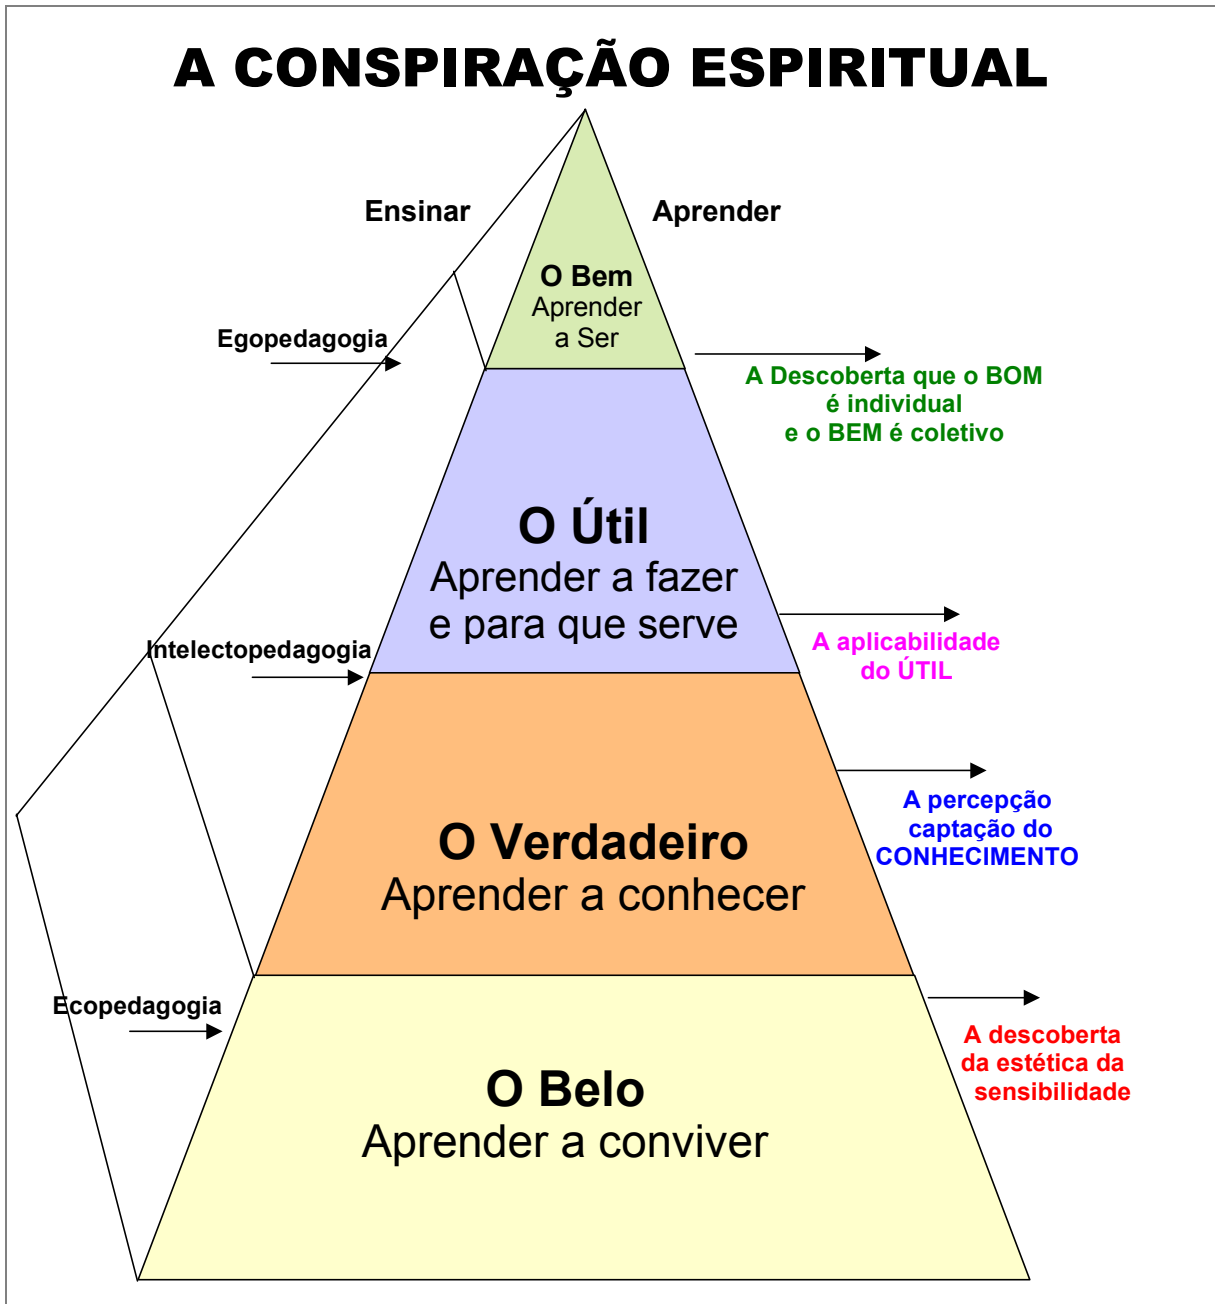 A CONSPIRAÇÃO ESPIRITUAL
Ensinar
Aprender
O Bem
Aprender
a Ser
Egopedagogia
A Descoberta que o BOM
é individual
e o BEM é coletivo
O Útil
Aprender a fazer
e para que serve
Intelectopedagogia
A aplicabilidade
do ÚTIL
A percepção
captação do
CONHECIMENTO
O Verdadeiro
Aprender a conhecer
Ecopedagogia
A descoberta
da estética da
sensibilidade
O Belo
Aprender a conviver